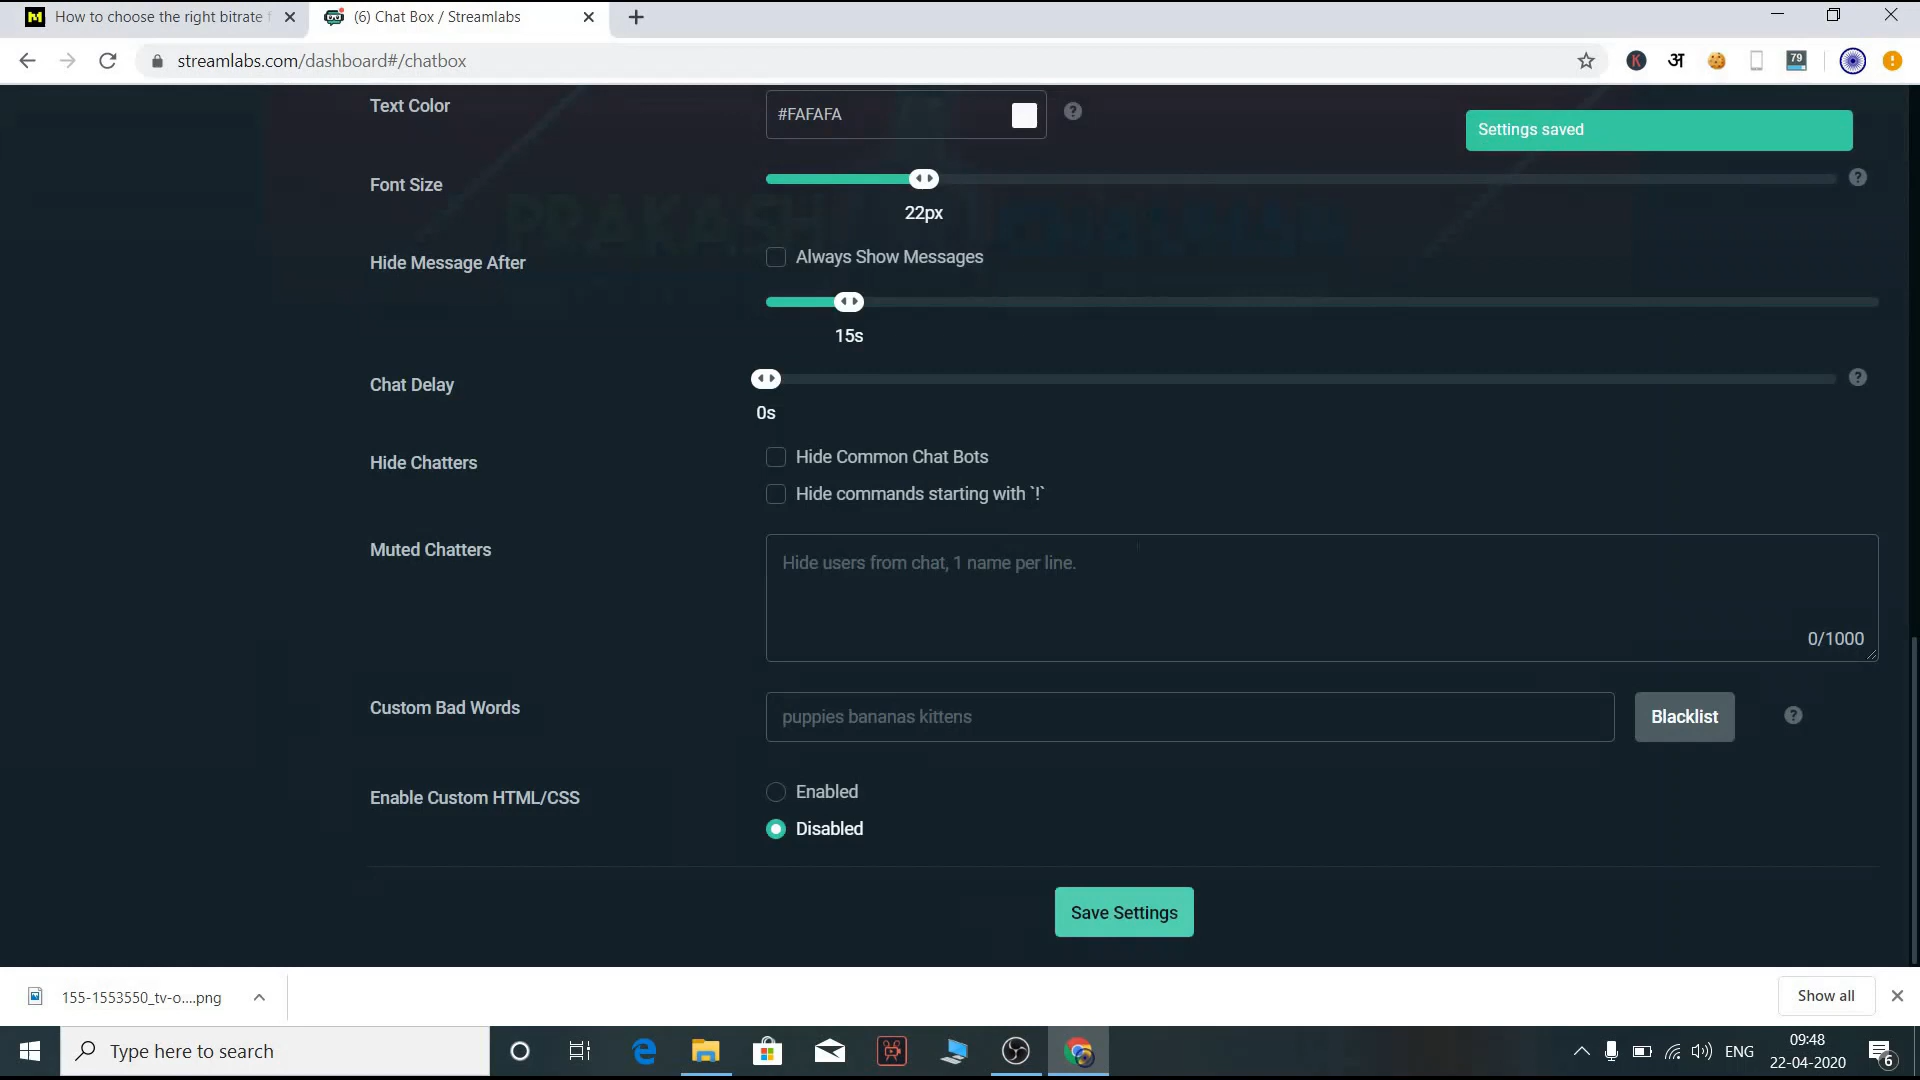 How to choose the right bitrate f
(6) Chat Box / Streamlabs
streamlabs.com/dashboard#/chatbox
K
अ
79
Text Color
#FAFAFA
Settings saved
Font Size
22px
PRAKASH
Hide Message After
Always Show Messages
15s
Chat Delay
0s
Hide Chatters
Hide Common Chat Bots
Hide commands starting with `!`
Muted Chatters
Hide users from chat, 1 name per line.
0/1000
Custom Bad Words
puppies bananas kittens
Blacklist
Enable Custom HTML/CSS
Enabled
Disabled
Save Settings
155-1553550_tv-o....png
Show all
Type here to search
ENG
09:48
22-04-2020
6